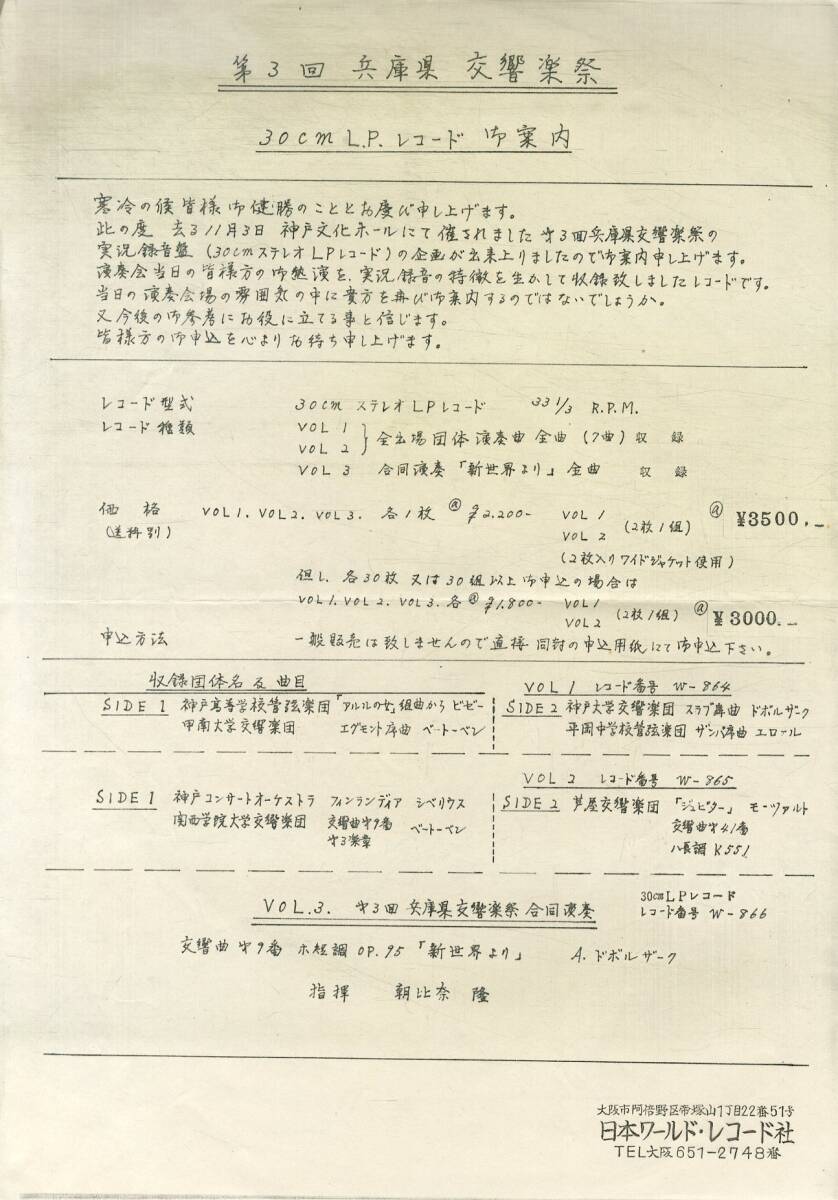 第3回 兵庫県 交響楽祭
30cm L.P. レコード 御案内
寒冷の候 皆様御健勝のこととお慶び申し上げます。
此の度 去る11月3日 神戸文化ホールにて催されました第3回兵庫県交響楽祭の
実況録音盤 (30cmステレオLPレコード)の企画が出来上りましたので御案内申し上げます。
演奏会当日の皆様方の御熱演を、実況録音の特徴を生かして収録致しましたレコードです。
当日の演奏会場の雰囲気の中に貴方を再び御案内するのではないでしょうか。
又今後の御参考にお役に立てる事と信じます。
皆様方の御申込を心よりお待ち申し上げます。
レコード型式 30cm ステレオLPレコード 33 1/3 R.P.M.
レコード種類 VOL 1
VOL 2 } 全出場団体演奏曲 全曲 (7曲) 収録
VOL 3 合同演奏「新世界より」全曲 収録
価格 VOL1. VOL2. VOL3. 各1枚 @ ¥2.200- VOL 1
(送料別) VOL 2 (2枚1組) @ ¥3500.-
(2枚入りワイドジャケット使用)
但し、各30枚 又は30組以上御申込の場合は
VOL1. VOL2. VOL3. 各@ ¥1.800- VOL1
VOL2 (2枚1組) @ ¥3000.-
申込方法 一般販売は致しませんので直接 同封の申込用紙にて御申込下さい。
収録団体名及曲目 VOL 1 レコード番号 W-864
SIDE 1 神戸高等学校管弦楽団 「アルルの女」組曲から ビゼー
甲南大学交響楽団 エグモント序曲 ベートーベン
SIDE 2 神戸大学交響楽団 スラブ舞曲 ドボルザーク
平岡中学校管弦楽団 ザンパ序曲 エロール
VOL 2 レコード番号 W-865
SIDE 1 神戸コンサートオーケストラ フィンランディア シベリウス
関西学院大学交響楽団 交響曲第9番 ベートーベン
第3楽章
SIDE 2 芦屋交響楽団 「ジュピター」 モーツァルト
交響曲第41番
ハ長調 K551
VOL.3. 第3回 兵庫県交響楽祭 合同演奏
30cmLPレコード
レコード番号 W-866
交響曲 第9番 ホ短調 OP.95 「新世界より」 A. ドボルザーク
指揮 朝比奈 隆
大阪市阿倍野区帝塚山1丁目22番51号
日本ワールド・レコード社
TEL大阪651-2748番